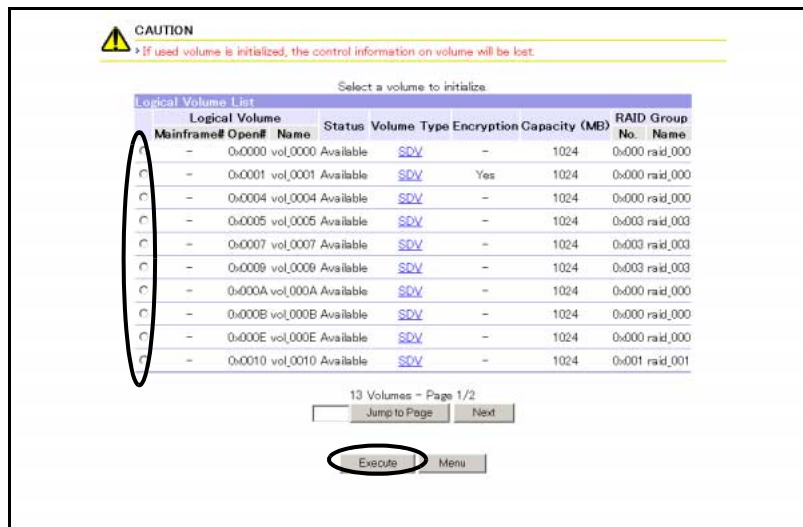 CAUTION
If used volume is initialized, the control information on volume will be lost.
Select a volume to initialize.
Logical Volume List
Logical Volume Status Volume Type Encryption Capacity (MB) RAID Group
Mainframe# Open# Name No. Name
- 0x0000 vol_0000 Available SDV - 1024 0x000 raid_000
- 0x0001 vol_0001 Available SDV Yes 1024 0x000 raid_000
- 0x0004 vol_0004 Available SDV - 1024 0x000 raid_000
- 0x0005 vol_0005 Available SDV - 1024 0x003 raid_003
- 0x0007 vol_0007 Available SDV - 1024 0x003 raid_003
- 0x0009 vol_0009 Available SDV - 1024 0x003 raid_003
- 0x000A vol_000A Available SDV - 1024 0x000 raid_000
- 0x000B vol_000B Available SDV - 1024 0x000 raid_000
- 0x000E vol_000E Available SDV - 1024 0x000 raid_000
- 0x0010 vol_0010 Available SDV - 1024 0x001 raid_001
13 Volumes - Page 1/2
Jump to Page Next
Execute Menu